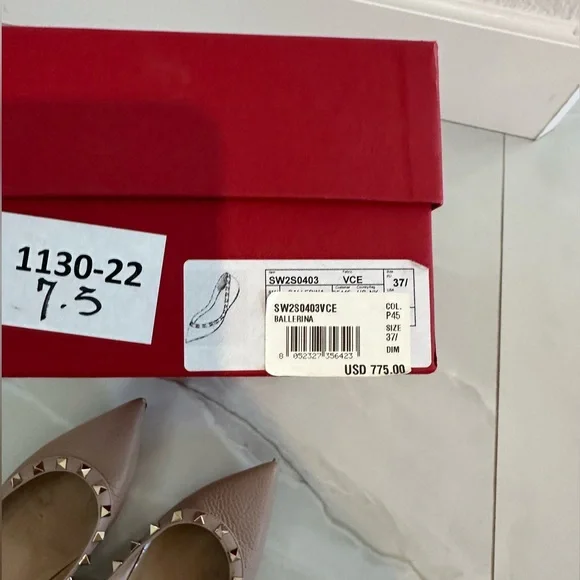 1130-22
7.5
SW2S0403 VCE 37/
SW2S0403VCE
BALLERINA
COL.
P45
SIZE
37/
DIM
8 052327 356423
USD 775.00